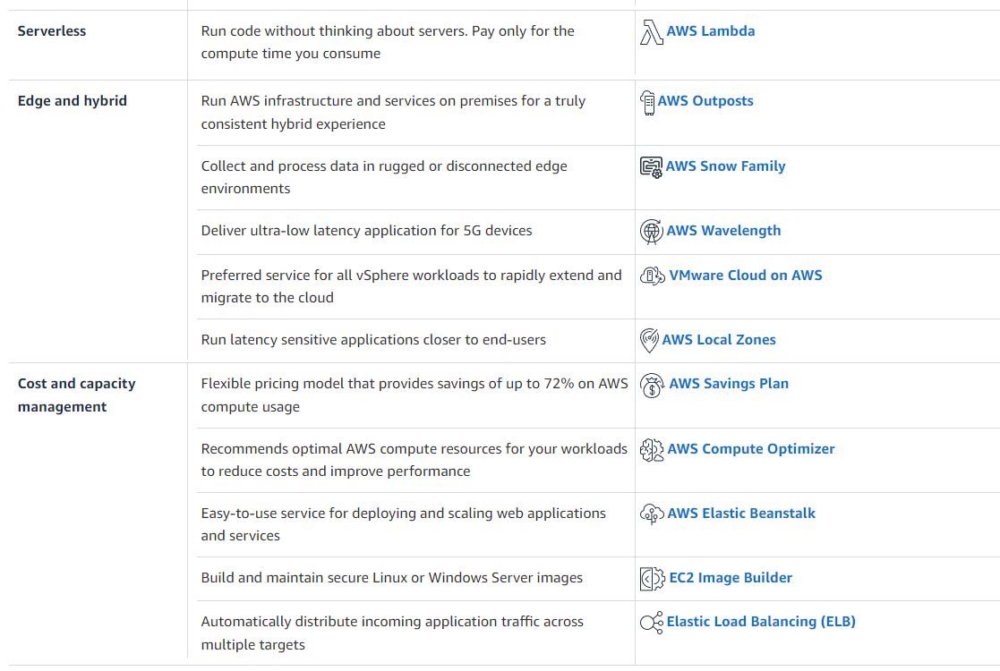 Serverless
Run code without thinking about servers. Pay only for the
compute time you consume
AWS Lambda
Edge and hybrid
Run AWS infrastructure and services on premises for a truly
consistent hybrid experience
AWS Outposts
Collect and process data in rugged or disconnected edge
environments
AWS Snow Family
Deliver ultra-low latency application for 5G devices
AWS Wavelength
Preferred service for all vSphere workloads to rapidly extend and
migrate to the cloud
VMware Cloud on AWS
Run latency sensitive applications closer to end-users
AWS Local Zones
Cost and capacity
management
Flexible pricing model that provides savings of up to 72% on AWS
compute usage
AWS Savings Plan
Recommends optimal AWS compute resources for your workloads
to reduce costs and improve performance
AWS Compute Optimizer
Easy-to-use service for deploying and scaling web applications
and services
AWS Elastic Beanstalk
Build and maintain secure Linux or Windows Server images
EC2 Image Builder
Automatically distribute incoming application traffic across
multiple targets
Elastic Load Balancing (ELB)